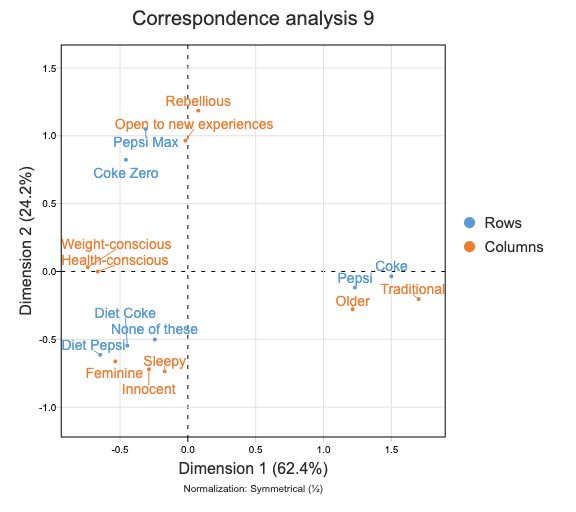 Correspondence analysis 9
Dimension 2 (24.2%)
1.5
1.0
0.5
0.0
-0.5
-1.0
Rebellious
Open to new experiences
Pepsi Max
Coke Zero
Weight-conscious
Health-conscious
Coke
Pepsi
Traditional
Older
Diet Coke
None of these
Diet Pepsi
Sleepy
Feminine
Innocent
Rows
Columns
-0.5 0.0 0.5 1.0 1.5
Dimension 1 (62.4%)
Normalization: Symmetrical (½)